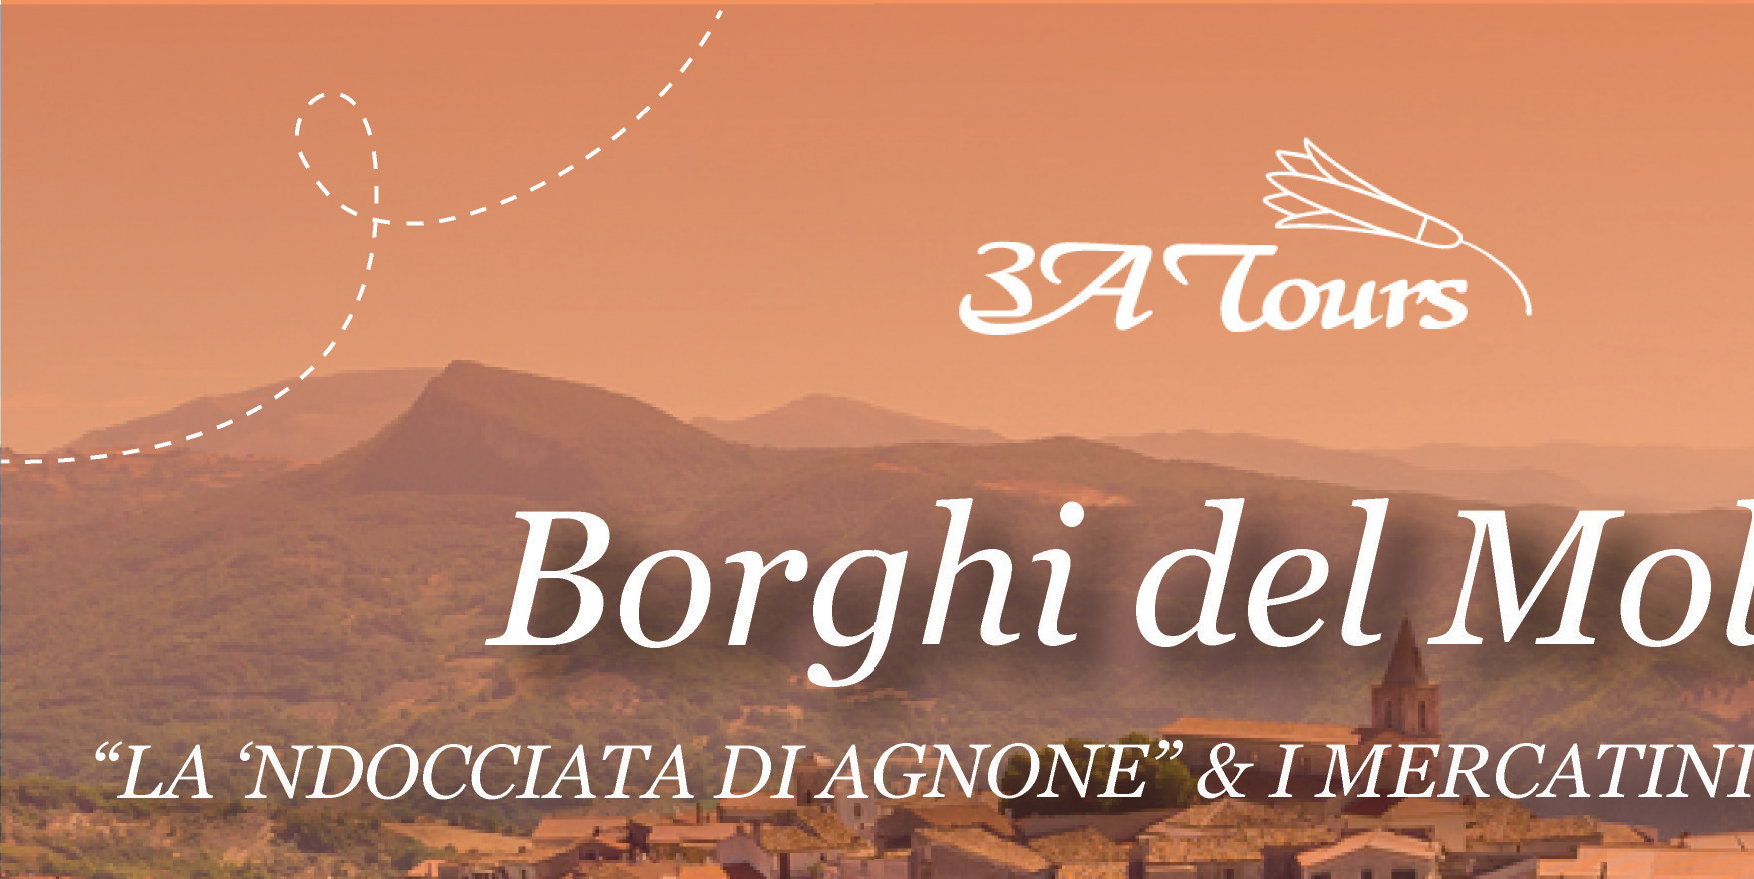 3A Tours
Borghi del Mol
“LA ‘NDOCCIATA DI AGNONE” & I MERCATINI